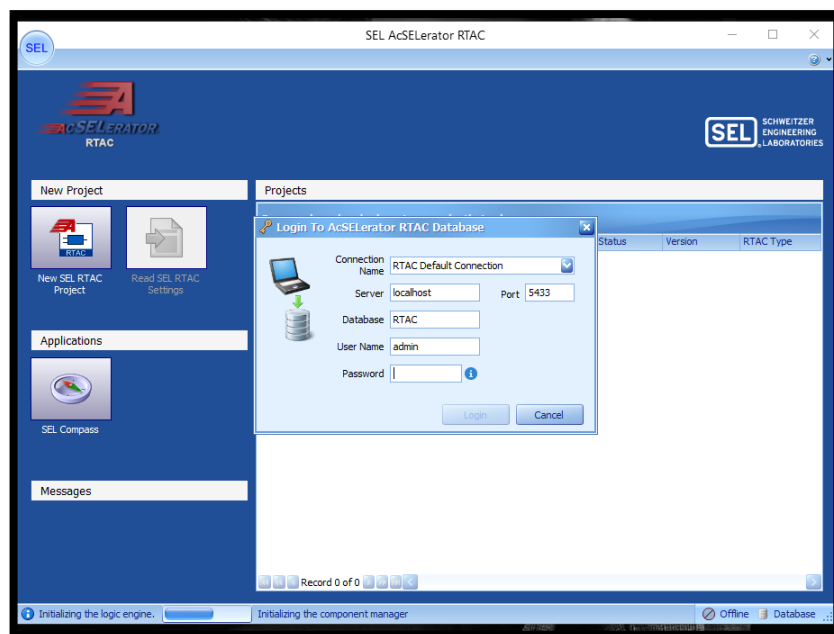 SEL AcSELerator RTAC
SEL
ACSELERATOR
RTAC
SEL SCHWEITZER
ENGINEERING
LABORATORIES
New Project
Projects
RTAC
New SEL RTAC
Project
Read SEL RTAC
Settings
Status Version RTAC Type
Login To AcSELerator RTAC Database
Connection
Name
RTAC Default Connection
Server localhost Port 5433
Database RTAC
User Name admin
Password
Login Cancel
Applications
SEL Compass
Messages
Record 0 of 0
Initializing the logic engine. Initializing the component manager Offline Database